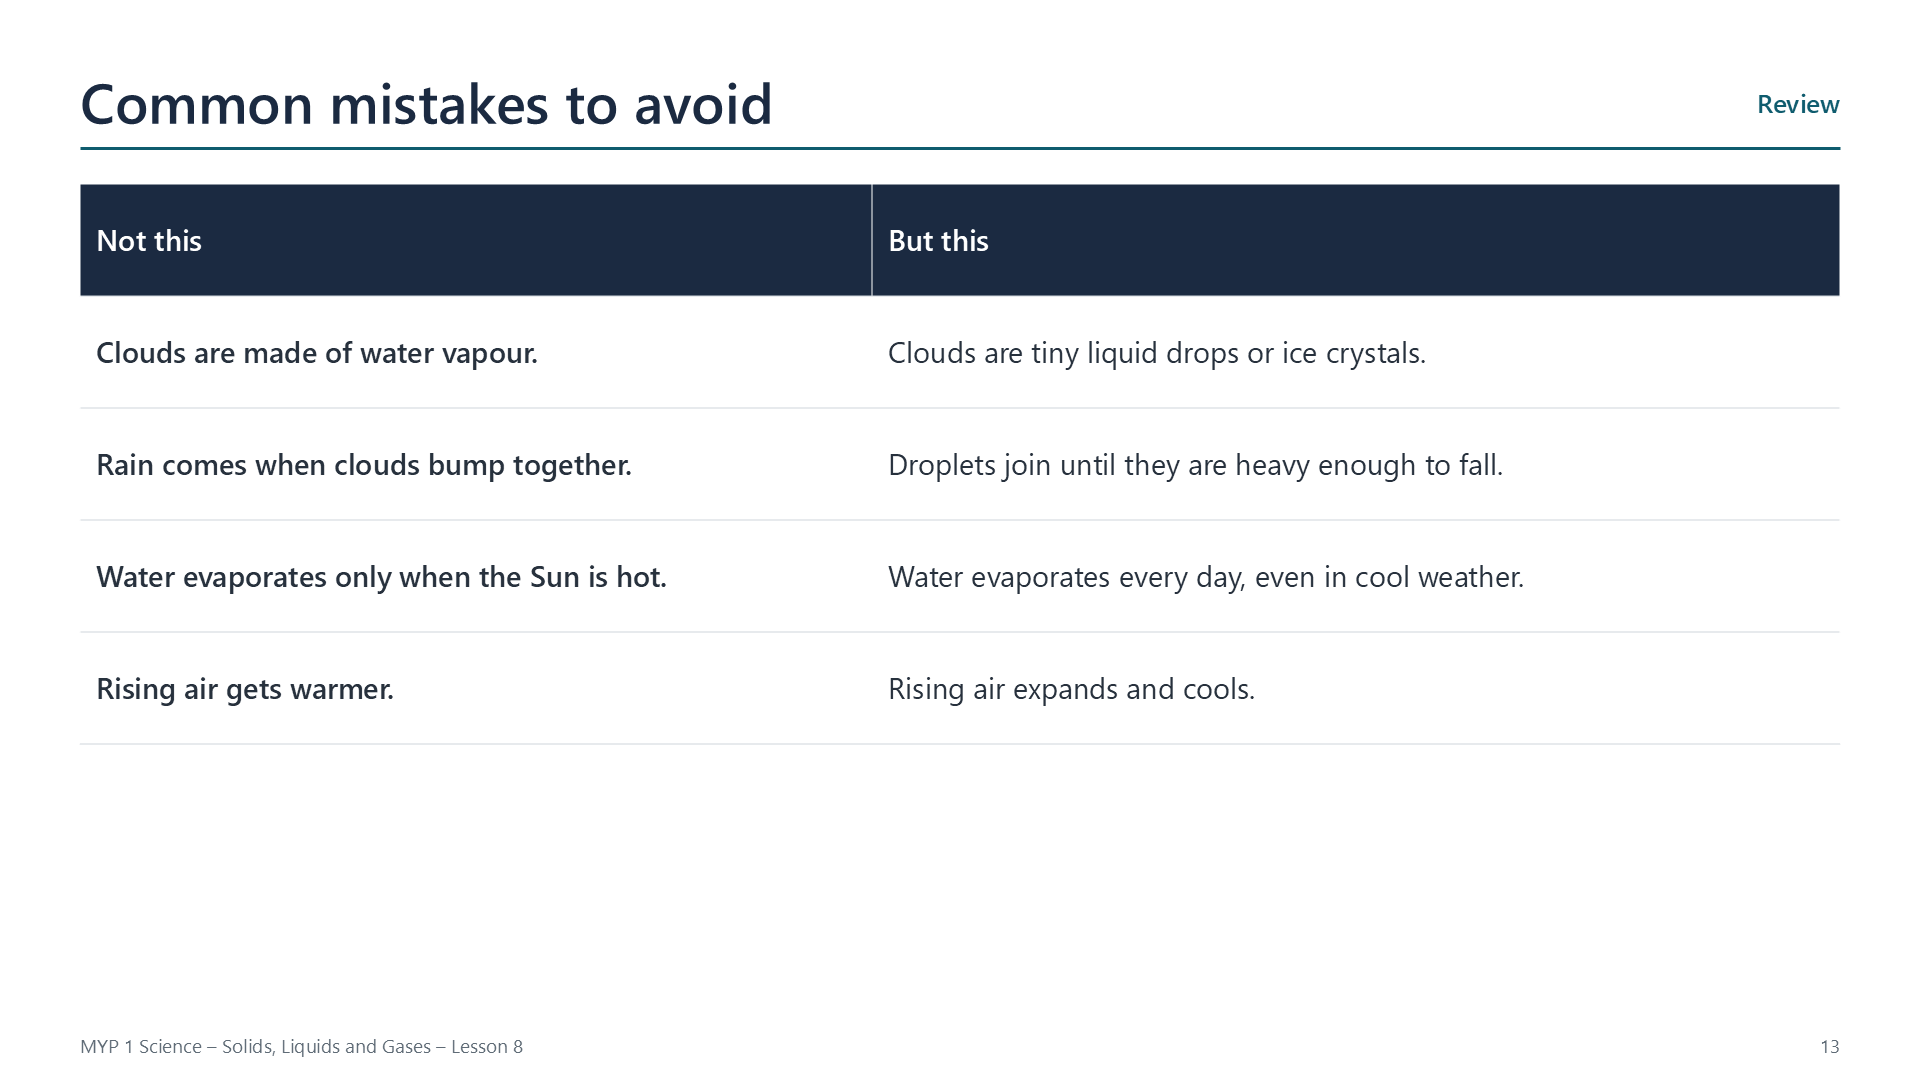 Common mistakes to avoid
Review
Not this
But this
Clouds are made of water vapour.
Clouds are tiny liquid drops or ice crystals.
Rain comes when clouds bump together.
Droplets join until they are heavy enough to fall.
Water evaporates only when the Sun is hot.
Water evaporates every day, even in cool weather.
Rising air gets warmer.
Rising air expands and cools.
MYP 1 Science – Solids, Liquids and Gases – Lesson 8
13